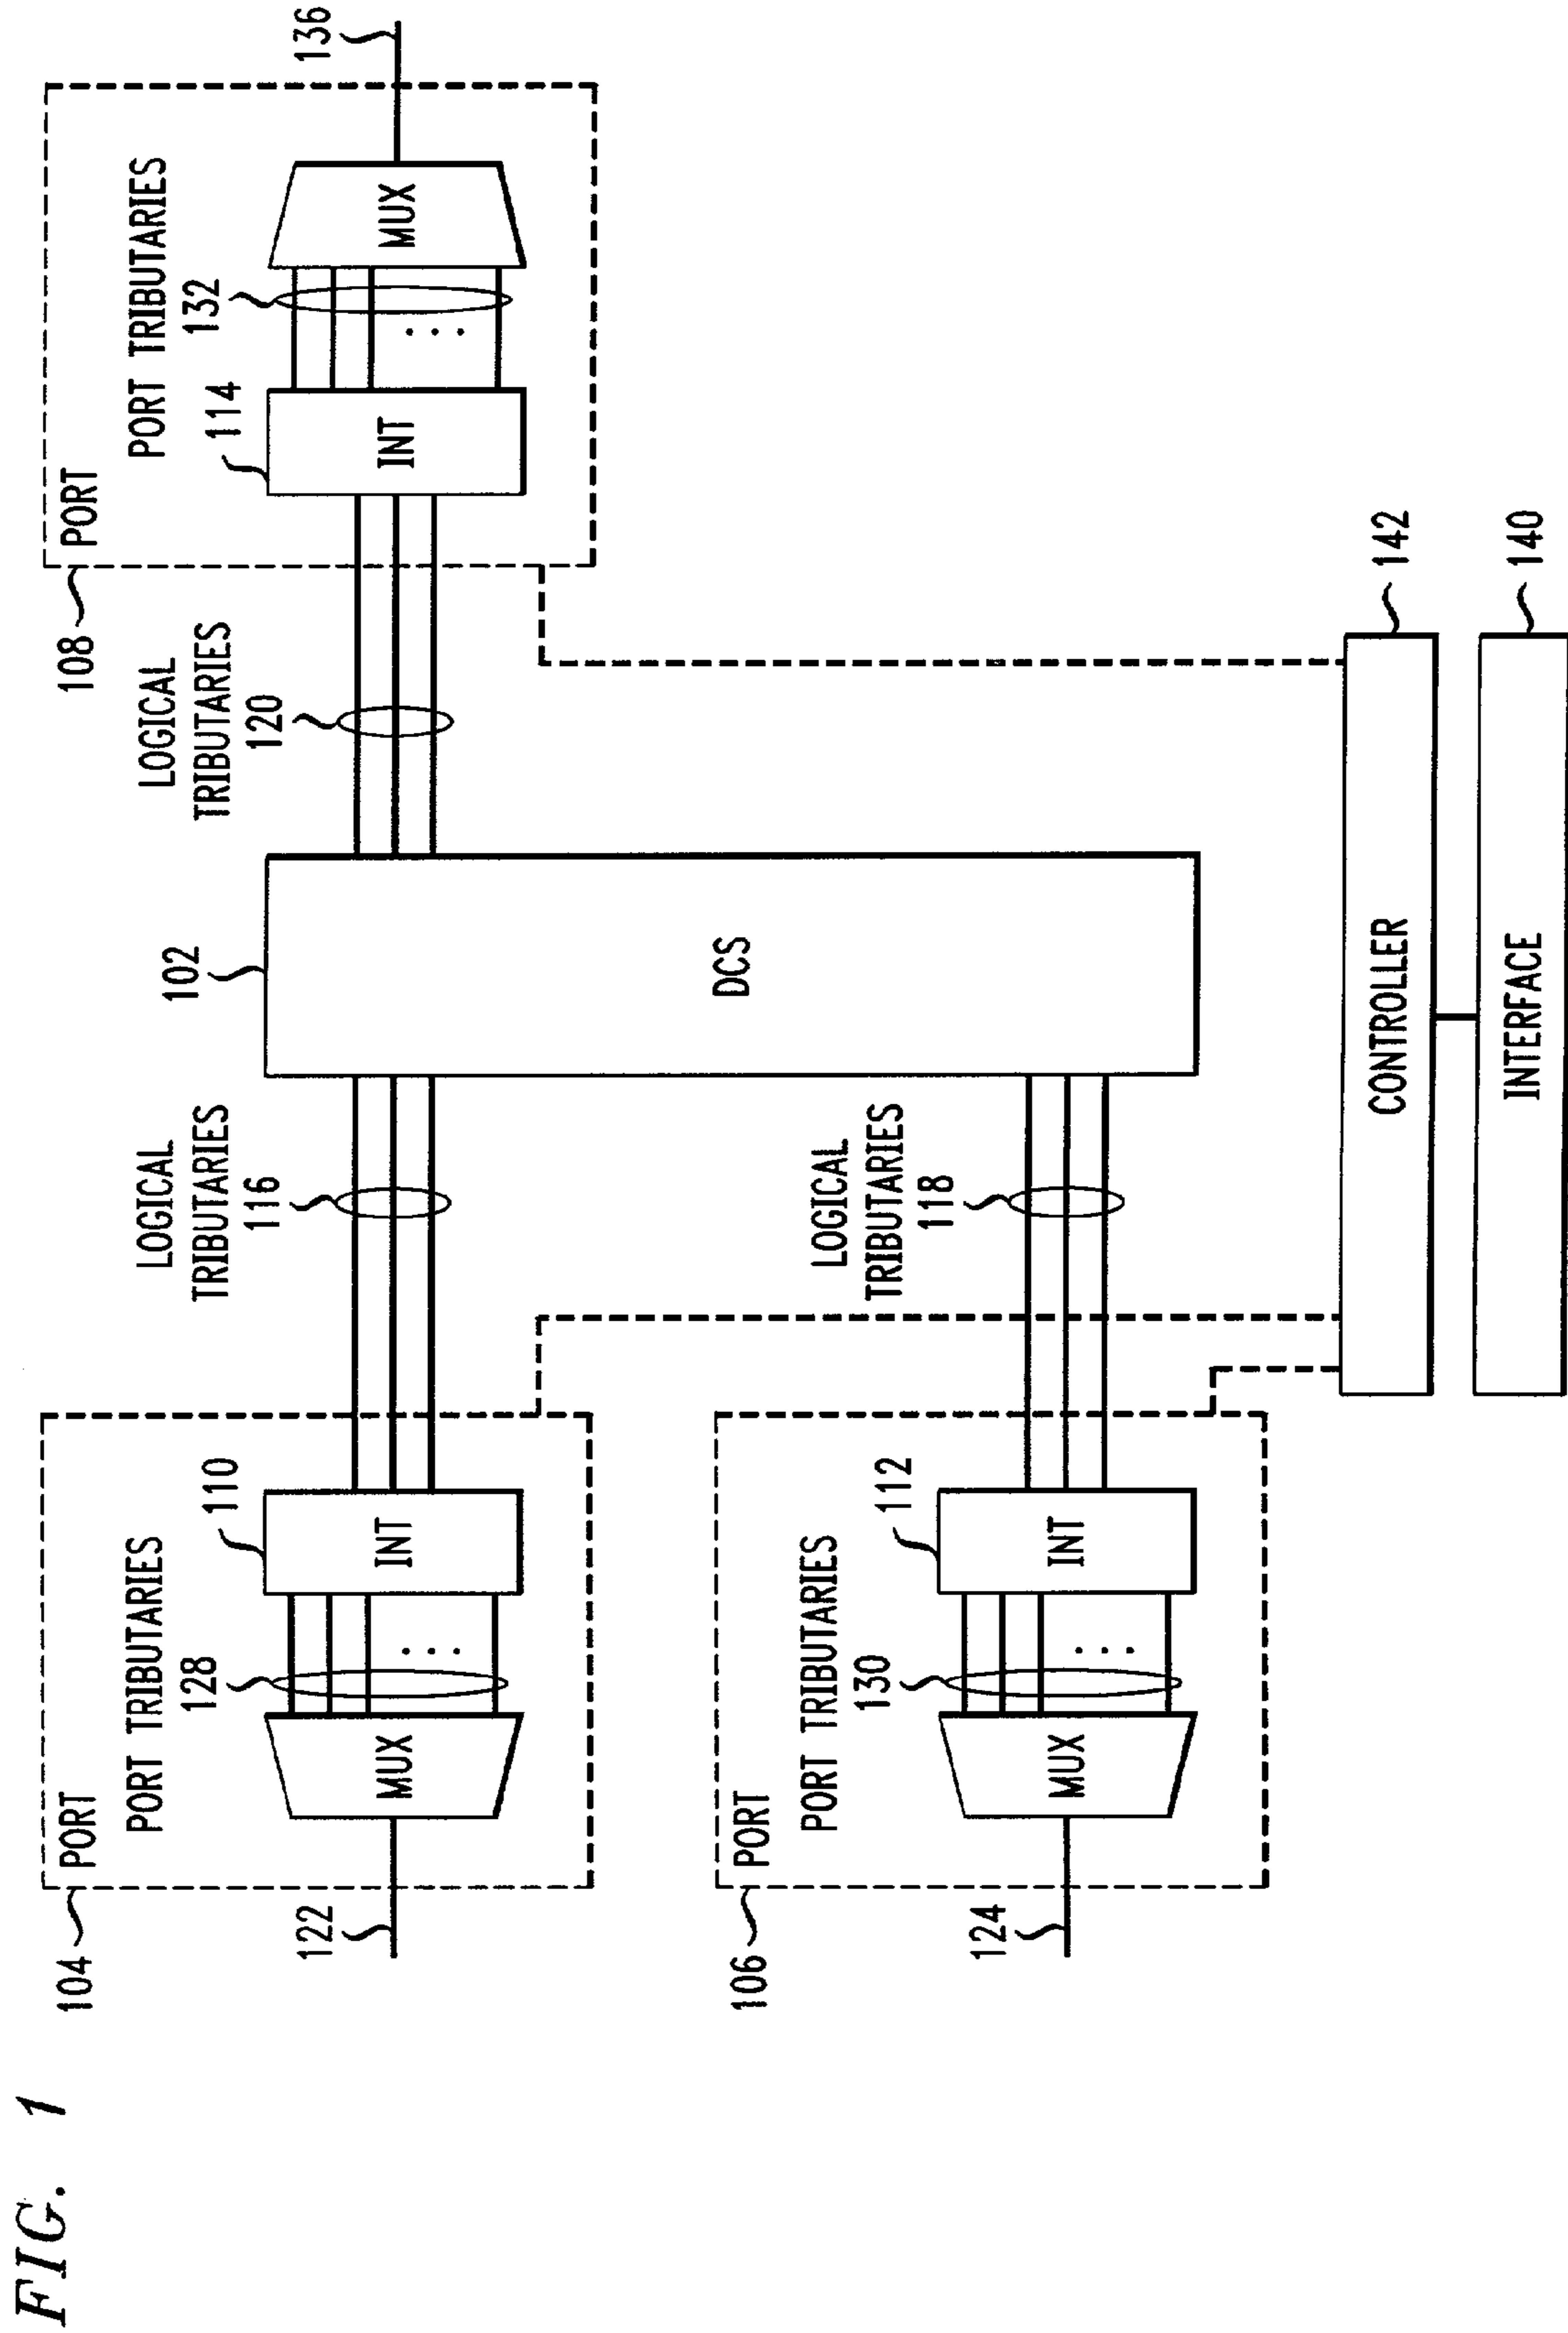 FIG. 1
104
PORT
PORT TRIBUTARIES
128
110
122
MUX
INT
LOGICAL
TRIBUTARIES
116
102
DCS
LOGICAL
TRIBUTARIES
120
108
PORT
PORT TRIBUTARIES
114
132
INT
MUX
136
106
PORT
PORT TRIBUTARIES
130
112
124
MUX
INT
LOGICAL
TRIBUTARIES
118
CONTROLLER
142
INTERFACE
140